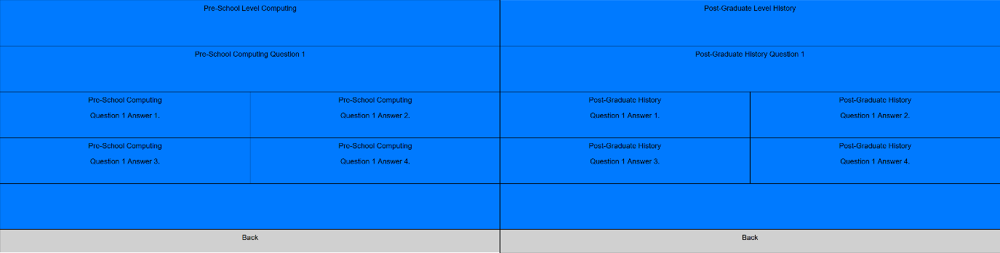 Pre-School Level Computing
Post-Graduate Level History
Pre-School Computing Question 1
Post-Graduate History Question 1
Pre-School Computing
Question 1 Answer 1.
Pre-School Computing
Question 1 Answer 2.
Post-Graduate History
Question 1 Answer 1.
Post-Graduate History
Question 1 Answer 2.
Pre-School Computing
Question 1 Answer 3.
Pre-School Computing
Question 1 Answer 4.
Post-Graduate History
Question 1 Answer 3.
Post-Graduate History
Question 1 Answer 4.
Back
Back